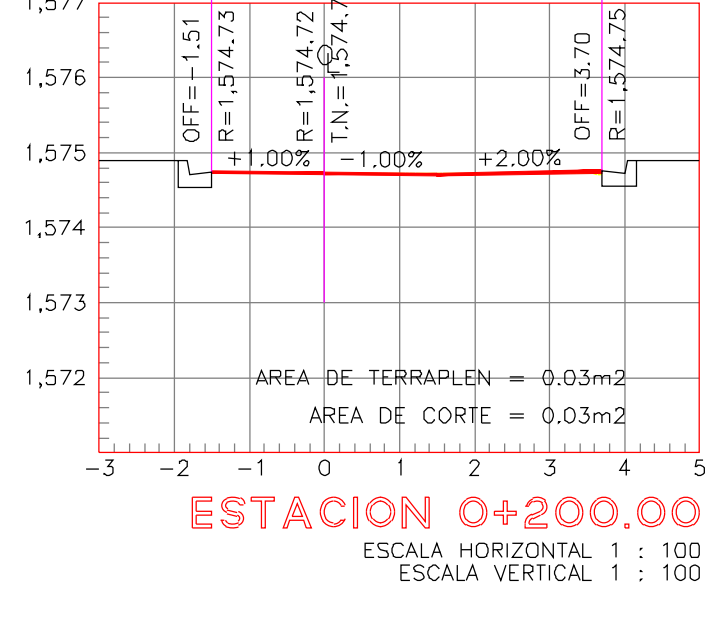 1,577
OFF=-1.51
R=1,574.73
R=1,574.72
OFF=3.70
R=1,574.75
1,576
1,575
+1.00%
-1.00%
+2.00%
1,574
1,573
1,572
AREA DE TERRAPLEN = 0.03m2
AREA DE CORTE = 0.03m2
-3 -2 -1 0 1 2 3 4 5
ESTACION 0+200.00
ESCALA HORIZONTAL 1 : 100
ESCALA VERTICAL 1 : 100